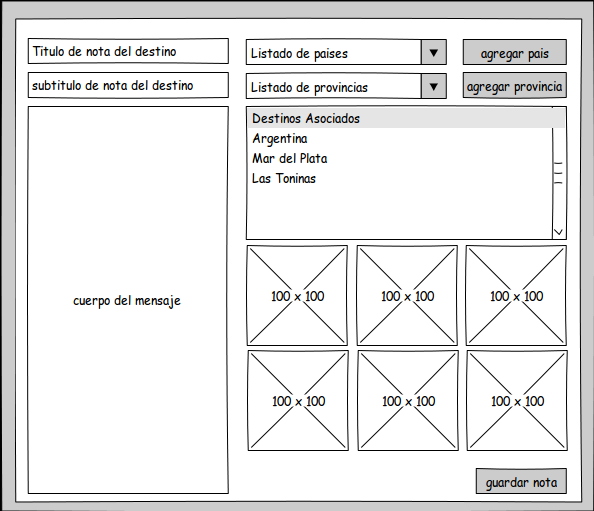 Titulo de nota del destino
Listado de paises
agregar pais
subtitulo de nota del destino
Listado de provincias
agregar provincia
Destinos Asociados
Argentina
Mar del Plata
Las Toninas
cuerpo del mensaje
100 x 100
100 x 100
100 x 100
100 x 100
100 x 100
100 x 100
guardar nota